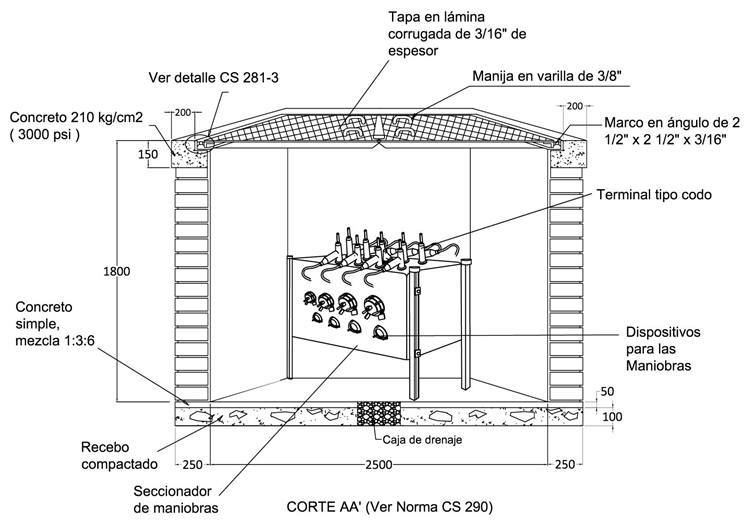 Tapa en lámina
corrugada de 3/16" de
espesor
Ver detalle CS 281-3
Manija en varilla de 3/8"
Concreto 210 kg/cm2
( 3000 psi )
200
200
Marco en ángulo de 2
1/2" x 2 1/2" x 3/16"
150
Terminal tipo codo
1800
Concreto
simple,
mezcla 1:3:6
Dispositivos
para las
Maniobras
50
100
Caja de drenaje
Recebo
compactado
250
2500
250
Seccionador
de maniobras
CORTE AA' (Ver Norma CS 290)